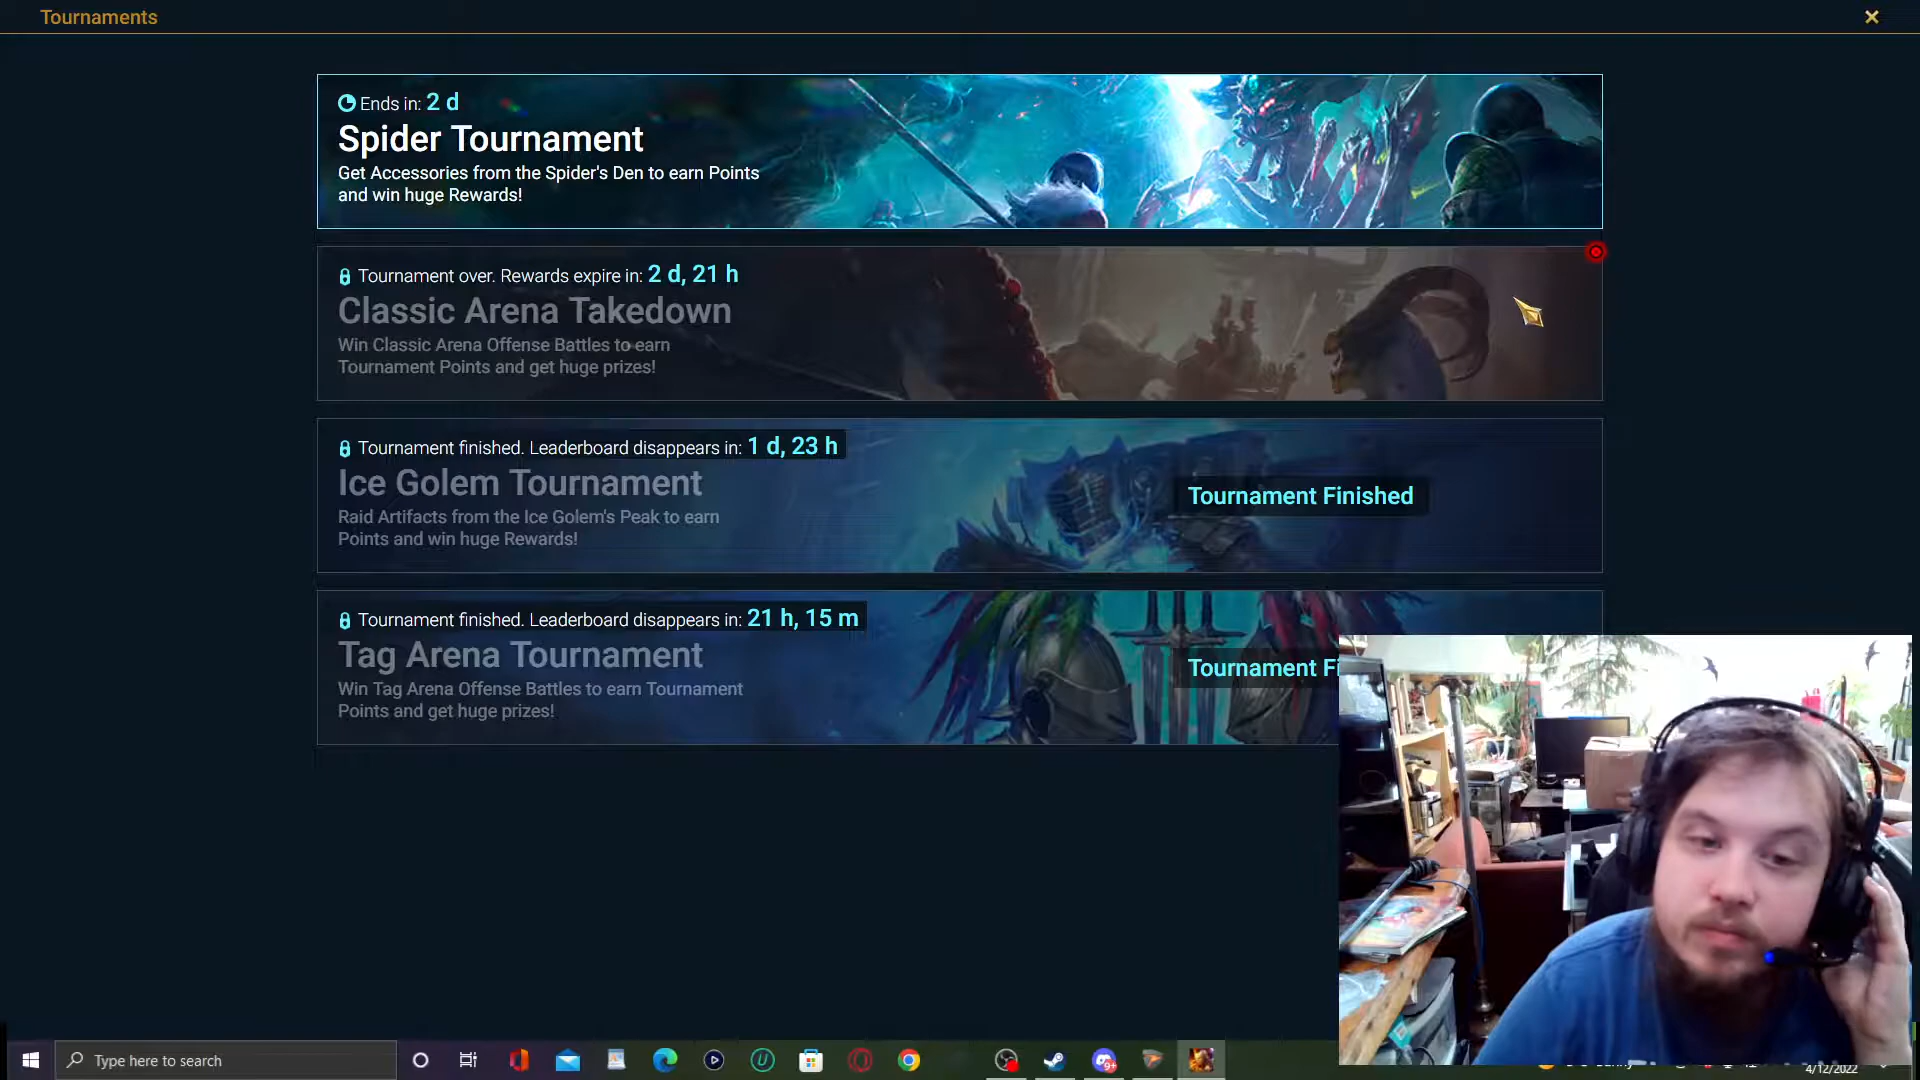 Tournaments
Ends in: 2 d
Spider Tournament
Get Accessories from the Spider's Den to earn Points
and win huge Rewards!
Tournament over. Rewards expire in: 2 d, 21 h
Classic Arena Takedown
Win Classic Arena Offense Battles to earn
Tournament Points and get huge prizes!
Tournament finished. Leaderboard disappears in: 1 d, 23 h
Ice Golem Tournament
Raid Artifacts from the Ice Golem's Peak to earn
Points and win huge Rewards!
Tournament Finished
Tournament finished. Leaderboard disappears in: 21 h, 15 m
Tag Arena Tournament
Win Tag Arena Offense Battles to earn Tournament
Points and get huge prizes!
Tournament Fi
Type here to search
9+
4/12/2022